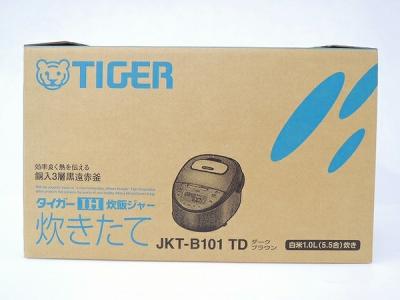 TIGER
効率良く熱を伝える
銅入3層黒遠赤釜
タイガー IH 炊飯ジャー
炊きたて
JKT-B101 TD ダーク
ブラウン
白米1.0L(5.5合)炊き